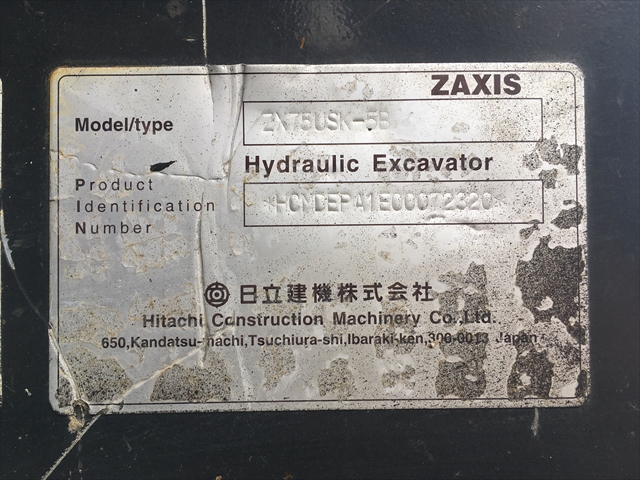 ZAXIS
Model/type ZX75USK-5B
Hydraulic Excavator
Product
Identification
Number
日立建機株式会社
Hitachi Construction Machinery Co.,Ltd.
650,Kandatsu-machi,Tsuchiura-shi,Ibaraki-ken,300-0013 Japan